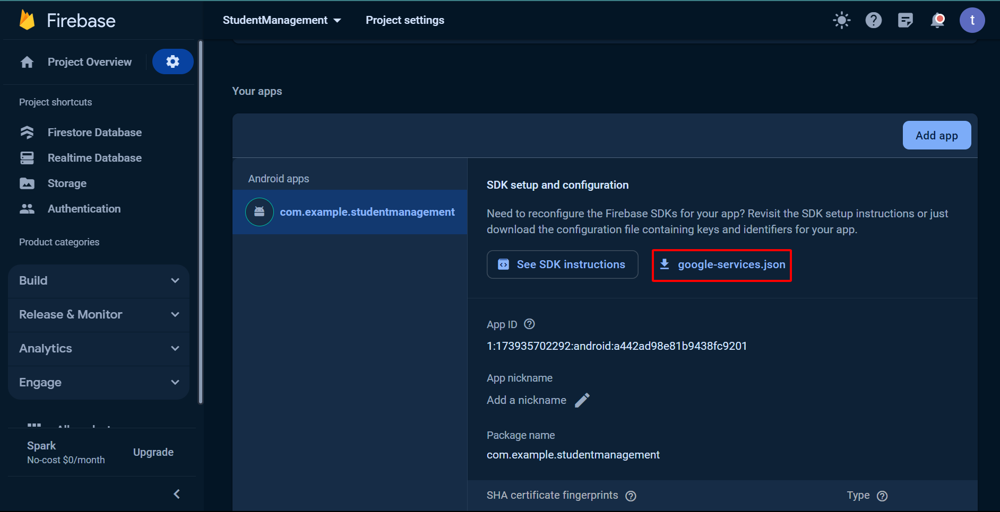 Firebase
StudentManagement
Project settings
t
Project Overview
Project shortcuts
Firestore Database
Realtime Database
Storage
Authentication
Product categories
Build
Release & Monitor
Analytics
Engage
Spark
No-cost $0/month
Upgrade
Your apps
Add app
Android apps
com.example.studentmanagement
SDK setup and configuration
Need to reconfigure the Firebase SDKs for your app? Revisit the SDK setup instructions or just
download the configuration file containing keys and identifiers for your app.
See SDK instructions
google-services.json
App ID
1:173935702292:android:a442ad98e81b9438fc9201
App nickname
Add a nickname
Package name
com.example.studentmanagement
SHA certificate fingerprints
Type